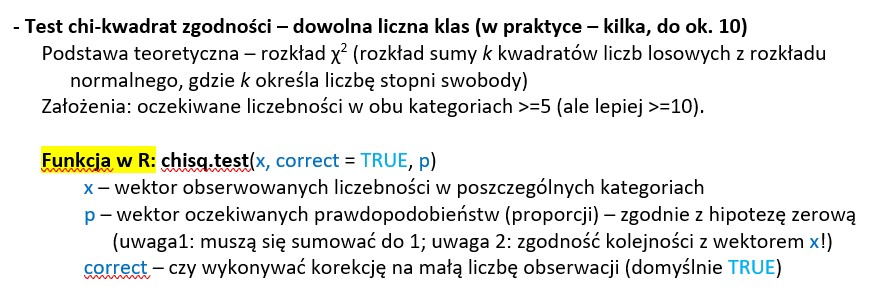 - Test chi-kwadrat zgodności – dowolna liczna klas (w praktyce – kilka, do ok. 10)
Podstawa teoretyczna – rozkład χ² (rozkład sumy k kwadratów liczb losowych z rozkładu
normalnego, gdzie k określa liczbę stopni swobody)
Założenia: oczekiwane liczebności w obu kategoriach >=5 (ale lepiej >=10).
Funkcja w R: chisq.test(x, correct = TRUE, p)
x – wektor obserwowanych liczebności w poszczególnych kategoriach
p – wektor oczekiwanych prawdopodobieństw (proporcji) – zgodnie z hipotezę zerową
(uwaga1: muszą się sumować do 1; uwaga 2: zgodność kolejności z wektorem x!)
correct – czy wykonywać korekcję na małą liczbę obserwacji (domyślnie TRUE)